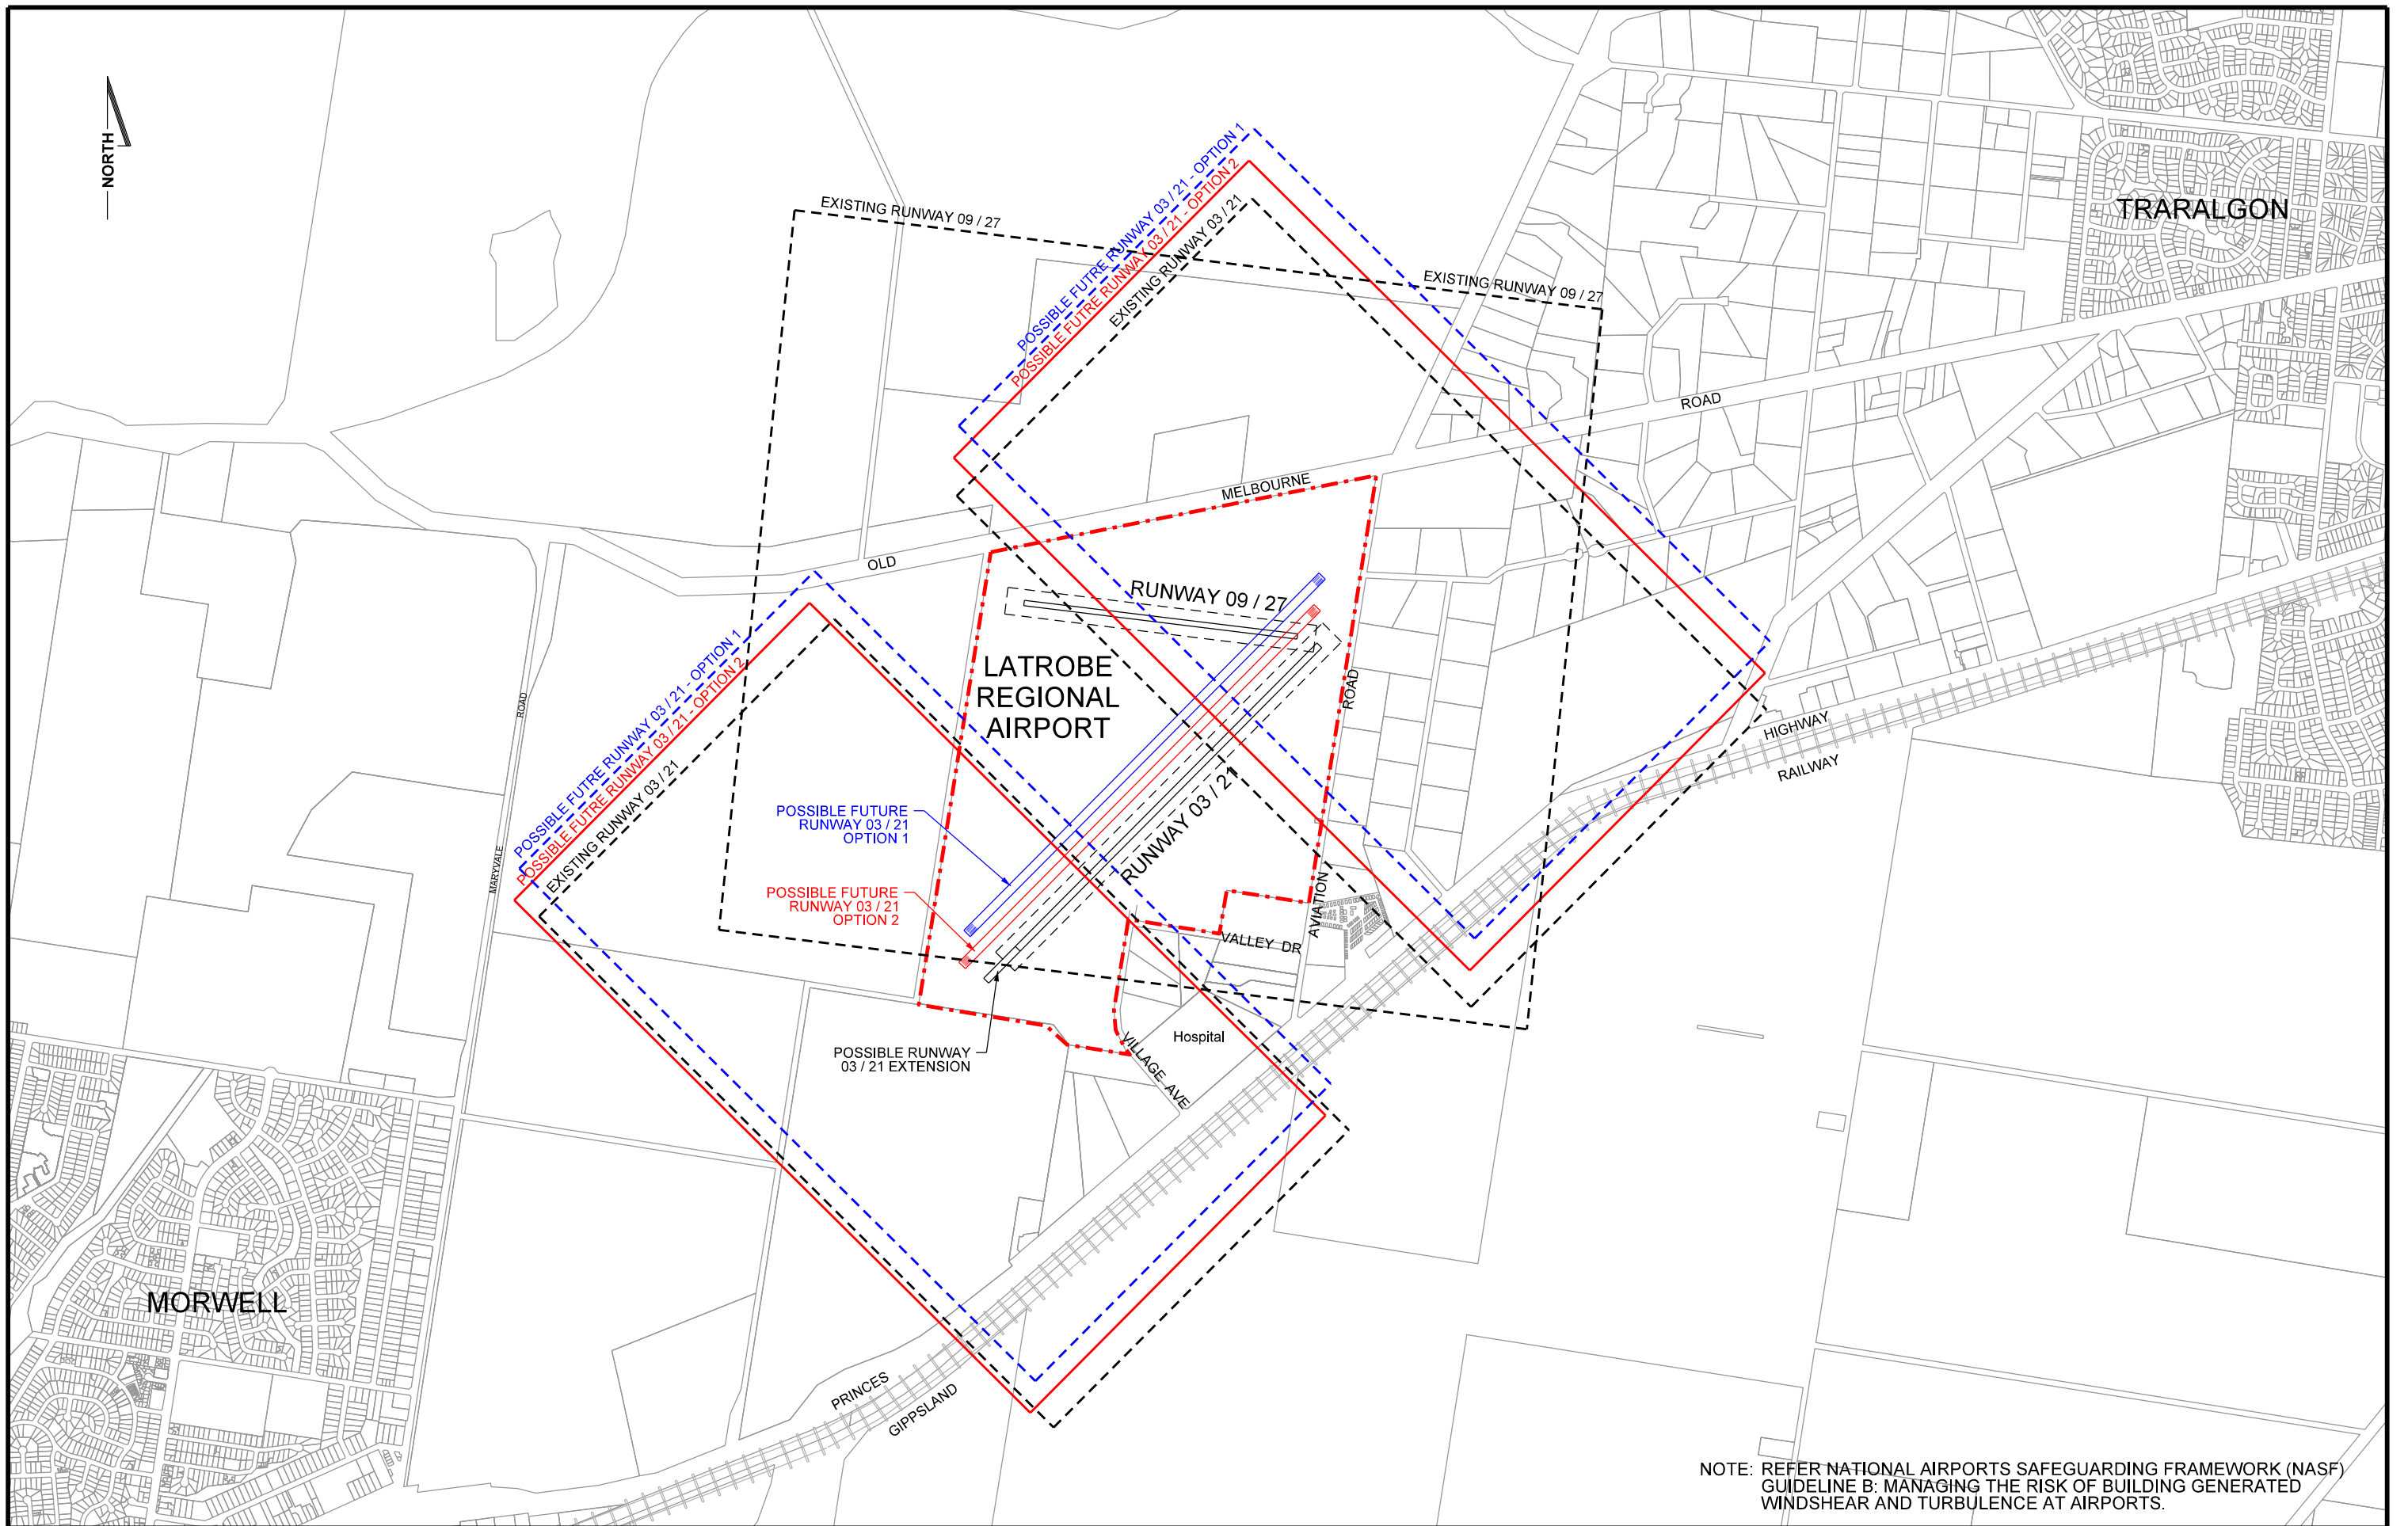 NORTH
TRARALGON
POSSIBLE FUTRE RUNWAY 03 / 21 - OPTION 1
POSSIBLE FUTRE RUNWAY 03 / 21 - OPTION 2
EXISTING RUNWAY 03 / 21
EXISTING RUNWAY 09 / 27
EXISTING RUNWAY 09 / 27
ROAD
MELBOURNE
OLD
RUNWAY 09 / 27
LATROBE
REGIONAL
AIRPORT
POSSIBLE FUTRE RUNWAY 03 / 21 - OPTION 1
POSSIBLE FUTRE RUNWAY 03 / 21 - OPTION 2
EXISTING RUNWAY 03 / 21
ROAD
MARYVALE
ROAD
AVIATION
HIGHWAY
RAILWAY
RUNWAY 03 / 21
POSSIBLE FUTURE
RUNWAY 03 / 21
OPTION 1
POSSIBLE FUTURE
RUNWAY 03 / 21
OPTION 2
VALLEY DR
Hospital
VILLAGE AVE
POSSIBLE RUNWAY
03 / 21 EXTENSION
MORWELL
PRINCES
GIPPSLAND
NOTE: REFER NATIONAL AIRPORTS SAFEGUARDING FRAMEWORK (NASF)
GUIDELINE B: MANAGING THE RISK OF BUILDING GENERATED
WINDSHEAR AND TURBULENCE AT AIRPORTS.